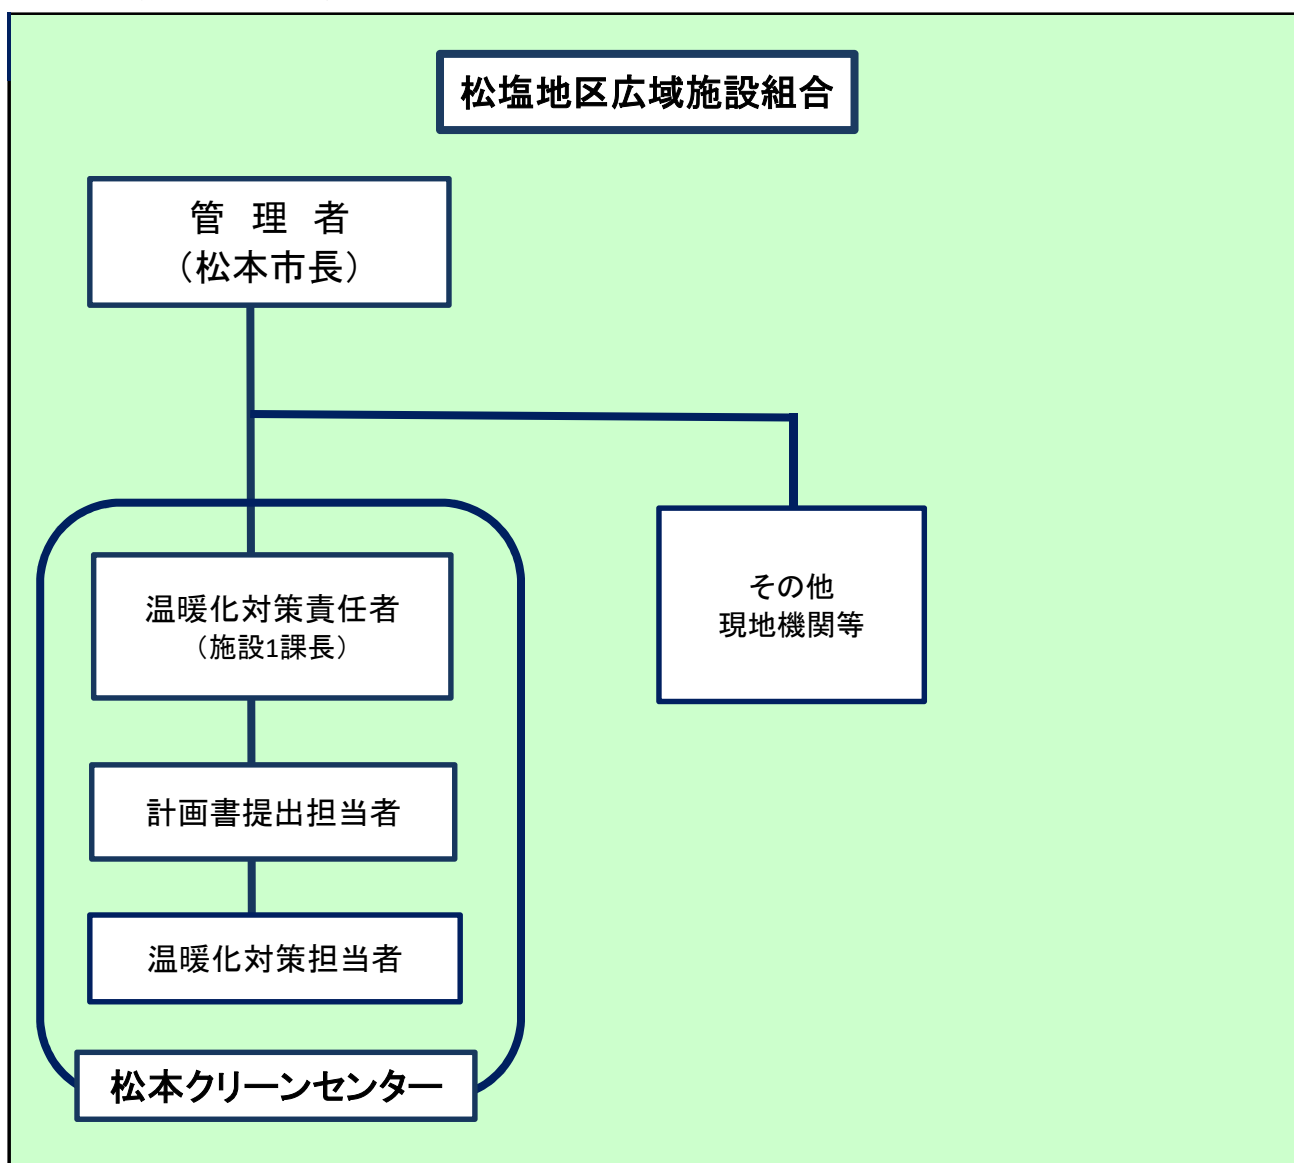 松塩地区広域施設組合
管　理　者
（松本市長）
温暖化対策責任者
（施設1課長）
その他
現地機関等
計画書提出担当者
温暖化対策担当者
松本クリーンセンター